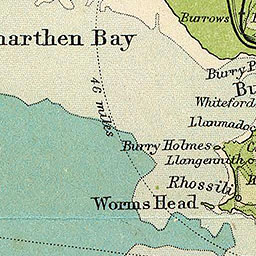 Burrows
marthen Bay
Burry P
Bu
46 miles
Whiteford
Llanmado
Burry Holmes
Llangennith
Rhossili
Worms Head